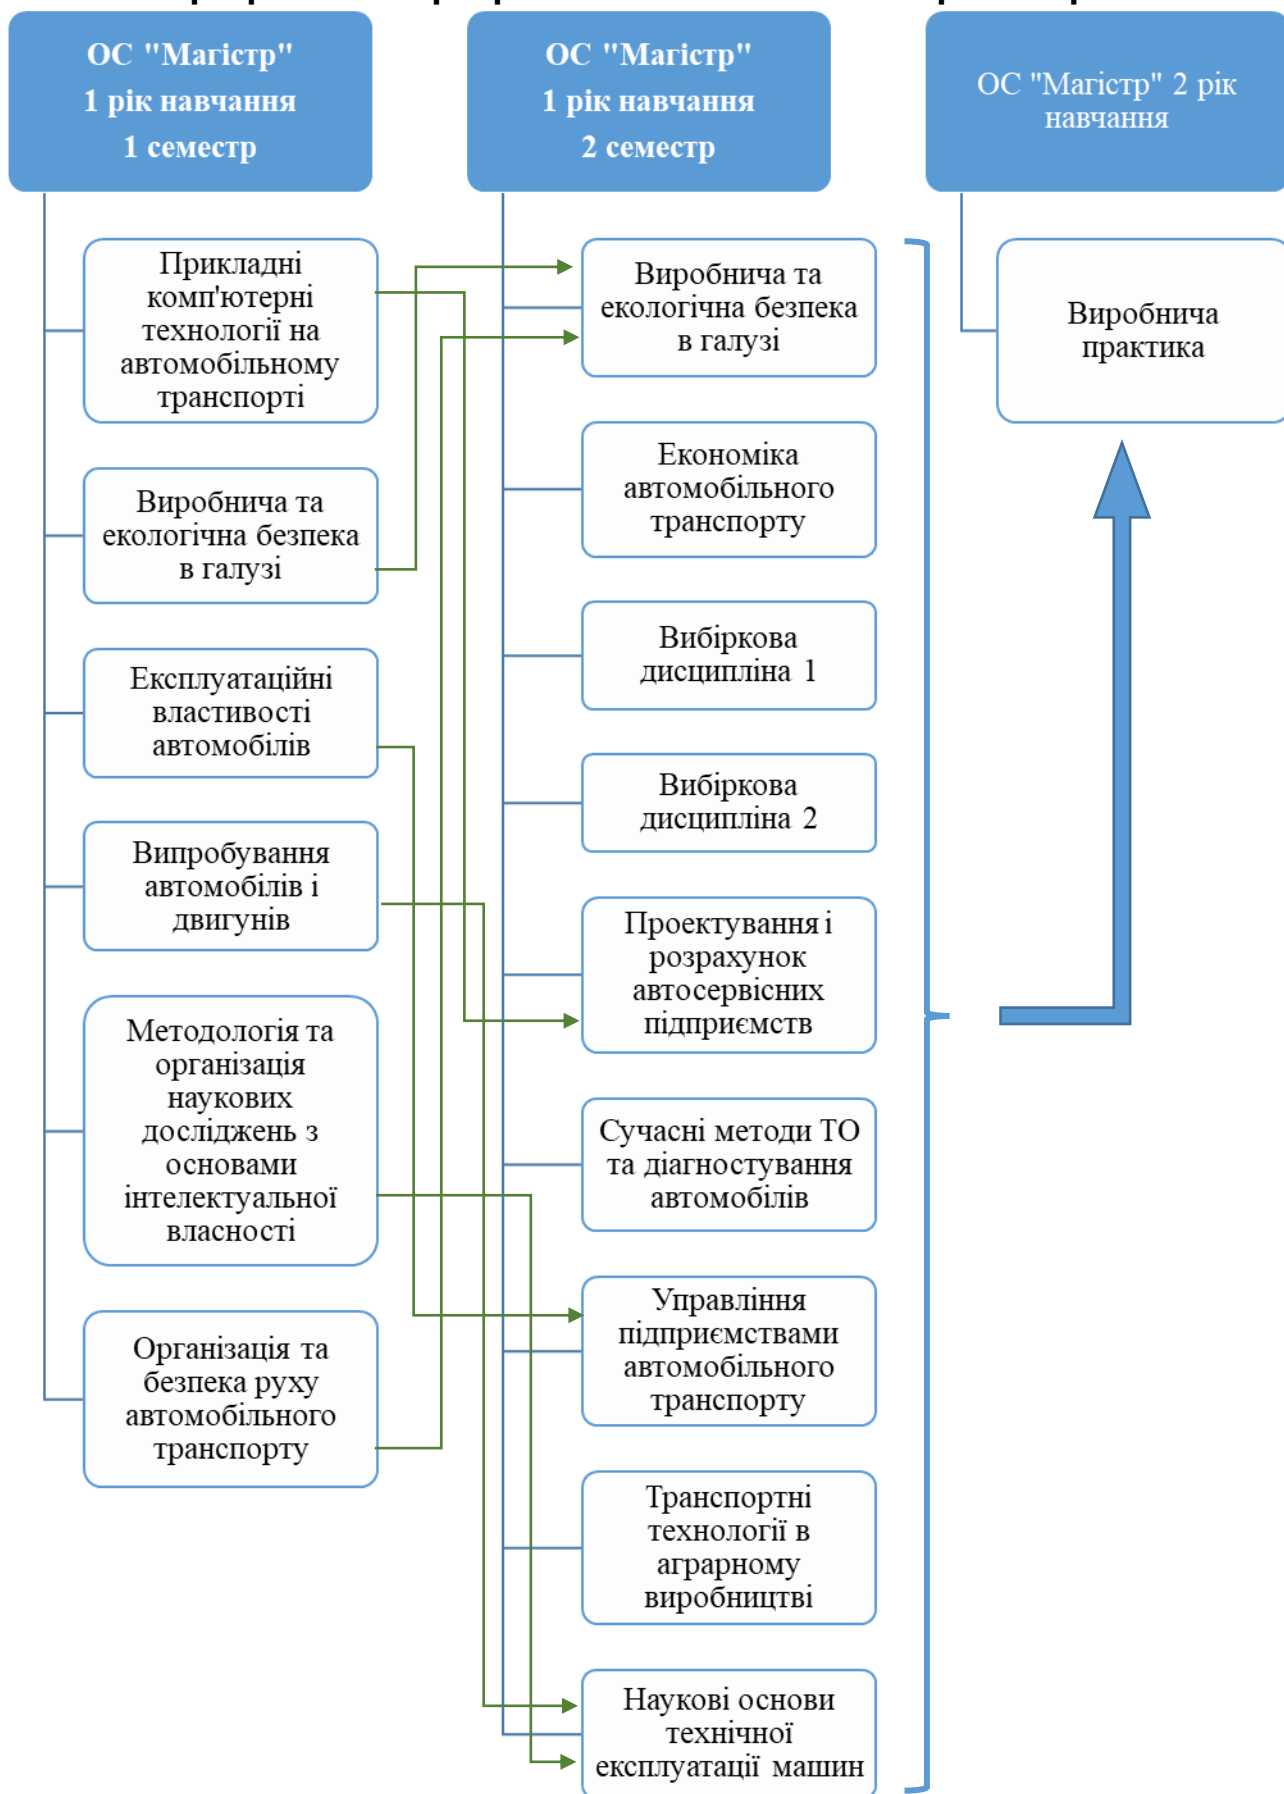 ОС "Магістр"
1 рік навчання
1 семестр
Прикладні
комп'ютерні
технології на
автомобільному
транспорті
Виробнича та
екологічна безпека
в галузі
Експлуатаційні
властивості
автомобілів
Випробування
автомобілів і
двигунів
Методологія та
організація
наукових
досліджень з
основами
інтелектуальної
власності
Організація та
безпека руху
автомобільного
транспорту
ОС "Магістр"
1 рік навчання
2 семестр
Виробнича та
екологічна безпека
в галузі
Економіка
автомобільного
транспорту
Вибіркова
дисципліна 1
Вибіркова
дисципліна 2
Проектування і
розрахунок
автосервісних
підприємств
Сучасні методи ТО
та діагностування
автомобілів
Управління
підприємствами
автомобільного
транспорту
Транспортні
технології в
аграрному
виробництві
Наукові основи
технічної
експлуатації машин
ОС "Магістр" 2 рік
навчання
Виробнича
практика